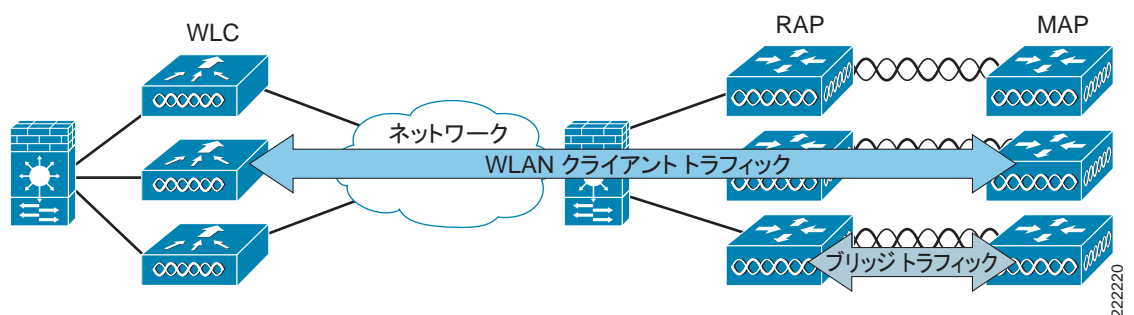 WLC
RAP
MAP
ネットワーク
WLAN クライアント トラフィック
ブリッジ トラフィック
222220